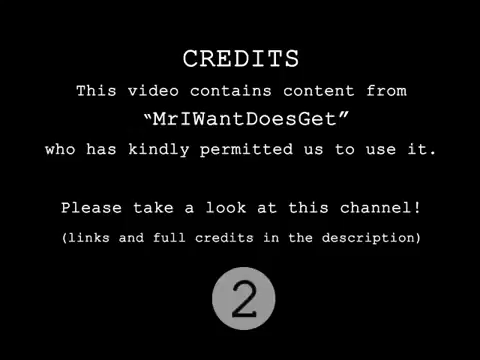 CREDITS
This video contains content from
“MrIWantDoesGet”
who has kindly permitted us to use it.
Please take a look at this channel!
(links and full credits in the description)
2